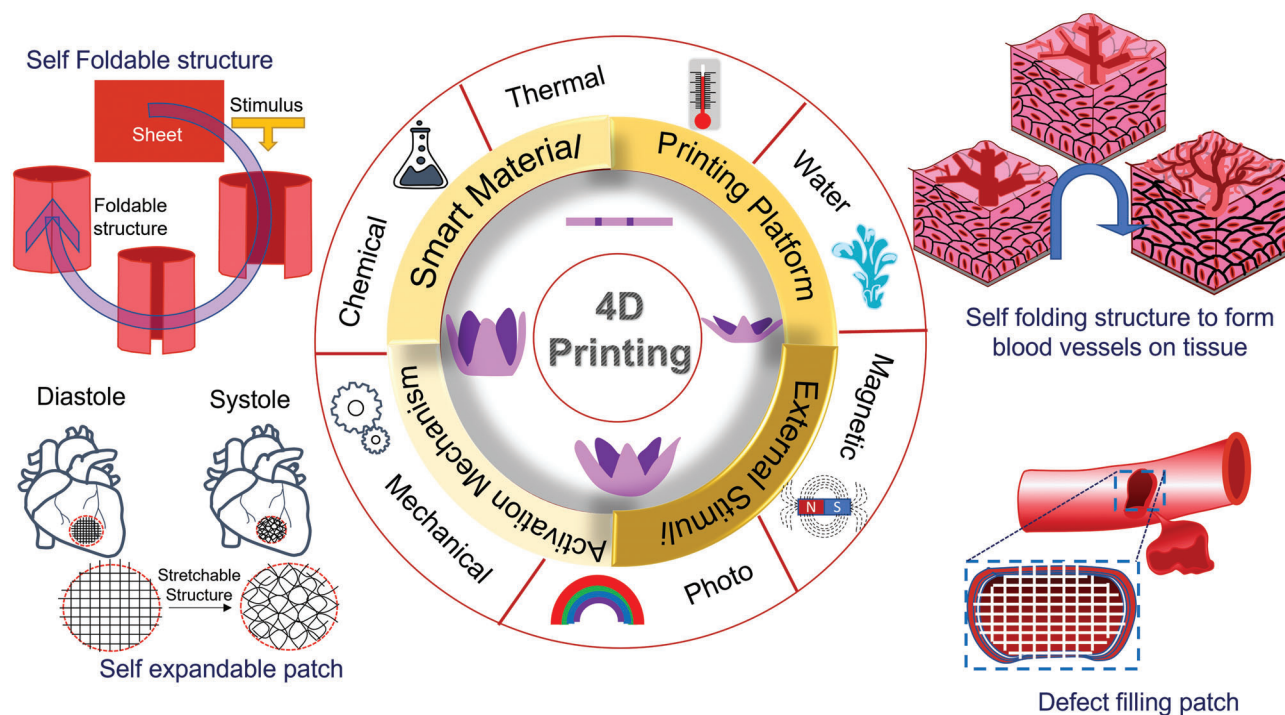 Self Foldable structure
Stimulus
Sheet
Foldable
structure
Diastole
Systole
Stretchable
Structure
Self expandable patch
Thermal
Water
Magnetic
Photo
Mechanical
Chemical
Smart Material/
Printing Platform
External Stimuli/
Activation Mechanism
4D
Printing
N S
Self folding structure to form
blood vessels on tissue
Defect filling patch